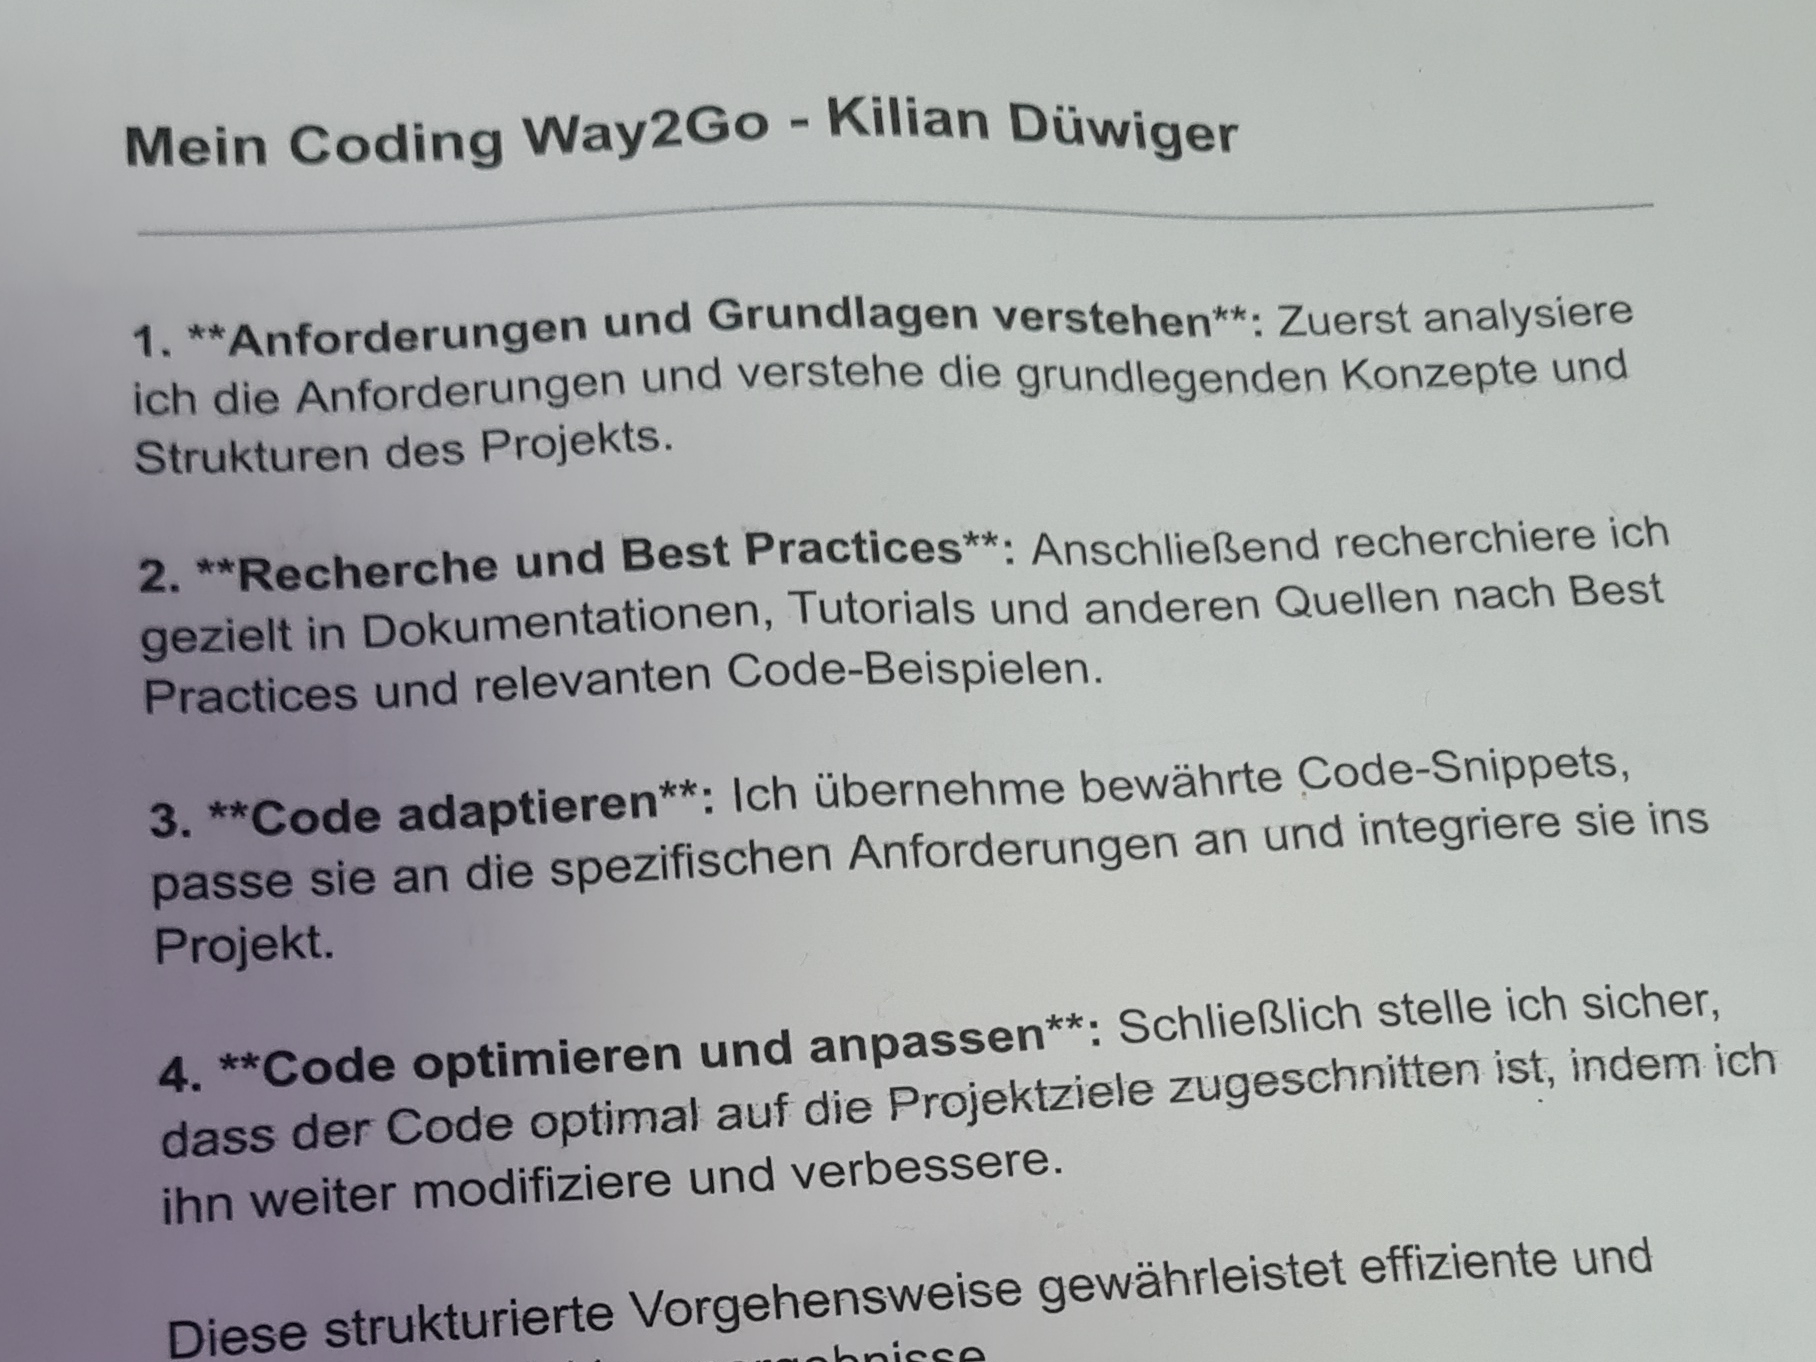 Mein Coding Way2Go - Kilian Düwiger
1. **Anforderungen und Grundlagen verstehen**: Zuerst analysiere
ich die Anforderungen und verstehe die grundlegenden Konzepte und
Strukturen des Projekts.
2. **Recherche und Best Practices**: Anschließend recherchiere ich
gezielt in Dokumentationen, Tutorials und anderen Quellen nach Best
Practices und relevanten Code-Beispielen.
3. **Code adaptieren**: Ich übernehme bewährte Code-Snippets,
passe sie an die spezifischen Anforderungen an und integriere sie ins
Projekt.
4. **Code optimieren und anpassen**: Schließlich stelle ich sicher,
dass der Code optimal auf die Projektziele zugeschnitten ist, indem ich
ihn weiter modifiziere und verbessere.
Diese strukturierte Vorgehensweise gewährleistet effiziente und